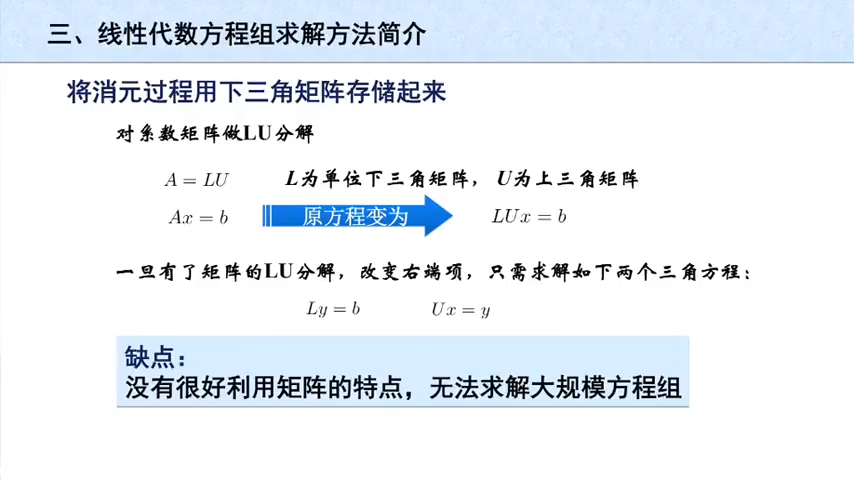 三、线性代数方程组求解方法简介
将消元过程用下三角矩阵存储起来
对系数矩阵做LU分解
A = LU L为单位下三角矩阵，U为上三角矩阵
Ax = b 原方程变为 LUx = b
一旦有了矩阵的LU分解，改变右端项，只需求解如下两个三角方程：
Ly = b Ux = y
缺点：
没有很好利用矩阵的特点，无法求解大规模方程组